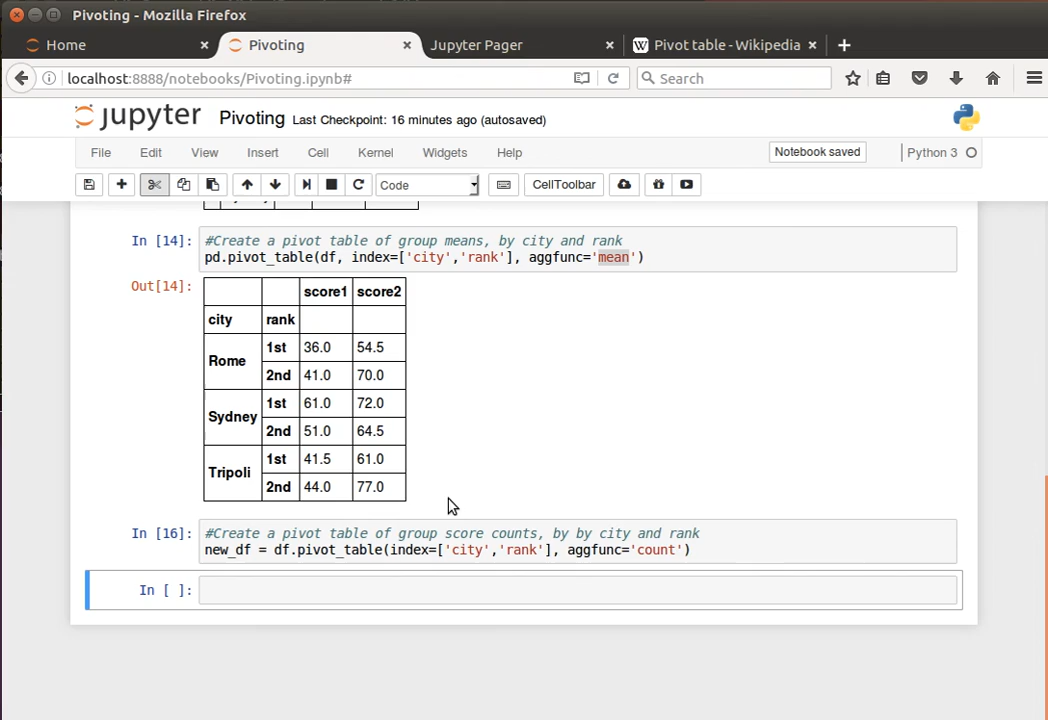 Pivoting - Mozilla Firefox
Home Pivoting Jupyter Pager Pivot table - Wikipedia
localhost:8888/notebooks/Pivoting.ipynb# Search
jupyter Pivoting Last Checkpoint: 16 minutes ago (autosaved)
File Edit View Insert Cell Kernel Widgets Help Notebook saved Python 3
Code CellToolbar
In [14]: #Create a pivot table of group means, by city and rank
pd.pivot_table(df, index=['city','rank'], aggfunc='mean')
Out[14]: score1 score2
city rank
Rome 1st 36.0 54.5
2nd 41.0 70.0
Sydney 1st 61.0 72.0
2nd 51.0 64.5
Tripoli 1st 41.5 61.0
2nd 44.0 77.0
In [16]: #Create a pivot table of group score counts, by by city and rank
new_df = df.pivot_table(index=['city','rank'], aggfunc='count')
In [ ]: